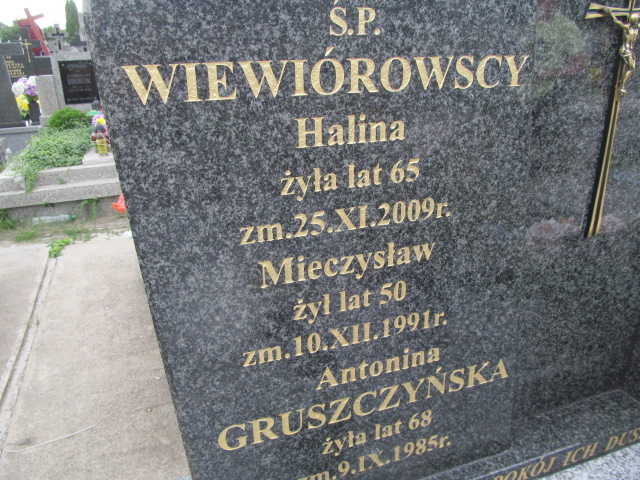 Ś.P.
WIEWIÓROWSCY
Halina
żyła lat 65
zm.25.XI.2009r.
Mieczysław
żył lat 50
zm.10.XII.1991r.
Antonina
GRUSZCZYŃSKA
żyła lat 68
zm.9.IX.1985r.
POKÓJ ICH DUS